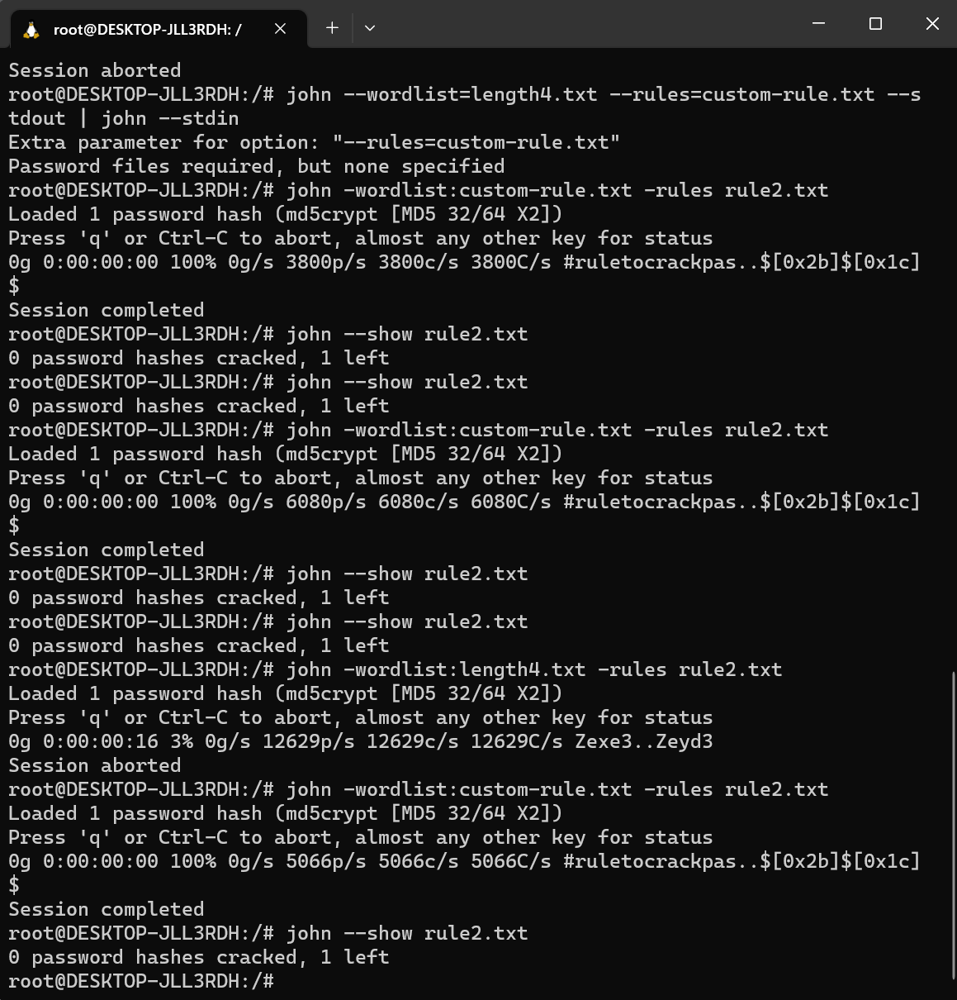 root@DESKTOP-JLL3RDH: /
Session aborted
root@DESKTOP-JLL3RDH:/# john --wordlist=length4.txt --rules=custom-rule.txt --s
tdout | john --stdin
Extra parameter for option: "--rules=custom-rule.txt"
Password files required, but none specified
root@DESKTOP-JLL3RDH:/# john -wordlist:custom-rule.txt -rules rule2.txt
Loaded 1 password hash (md5crypt [MD5 32/64 X2])
Press 'q' or Ctrl-C to abort, almost any other key for status
0g 0:00:00:00 100% 0g/s 3800p/s 3800c/s 3800C/s #ruletocrackpas..$[0x2b]$[0x1c]
$
Session completed
root@DESKTOP-JLL3RDH:/# john --show rule2.txt
0 password hashes cracked, 1 left
root@DESKTOP-JLL3RDH:/# john --show rule2.txt
0 password hashes cracked, 1 left
root@DESKTOP-JLL3RDH:/# john -wordlist:custom-rule.txt -rules rule2.txt
Loaded 1 password hash (md5crypt [MD5 32/64 X2])
Press 'q' or Ctrl-C to abort, almost any other key for status
0g 0:00:00:00 100% 0g/s 6080p/s 6080c/s 6080C/s #ruletocrackpas..$[0x2b]$[0x1c]
$
Session completed
root@DESKTOP-JLL3RDH:/# john --show rule2.txt
0 password hashes cracked, 1 left
root@DESKTOP-JLL3RDH:/# john --show rule2.txt
0 password hashes cracked, 1 left
root@DESKTOP-JLL3RDH:/# john -wordlist:length4.txt -rules rule2.txt
Loaded 1 password hash (md5crypt [MD5 32/64 X2])
Press 'q' or Ctrl-C to abort, almost any other key for status
0g 0:00:00:16 3% 0g/s 12629p/s 12629c/s 12629C/s Zexe3..Zeyd3
Session aborted
root@DESKTOP-JLL3RDH:/# john -wordlist:custom-rule.txt -rules rule2.txt
Loaded 1 password hash (md5crypt [MD5 32/64 X2])
Press 'q' or Ctrl-C to abort, almost any other key for status
0g 0:00:00:00 100% 0g/s 5066p/s 5066c/s 5066C/s #ruletocrackpas..$[0x2b]$[0x1c]
$
Session completed
root@DESKTOP-JLL3RDH:/# john --show rule2.txt
0 password hashes cracked, 1 left
root@DESKTOP-JLL3RDH:/#